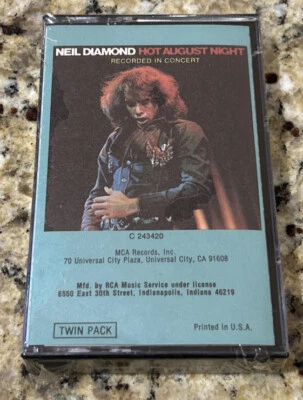 NEIL DIAMOND HOT AUGUST NIGHT
RECORDED IN CONCERT
C 243420
MCA Records, Inc.
70 Universal City Plaza, Universal City, CA 91608
Mfd. by RCA Music Service under license
6550 East 30th Street, Indianapolis, Indiana 46219
TWIN PACK
Printed in U.S.A.